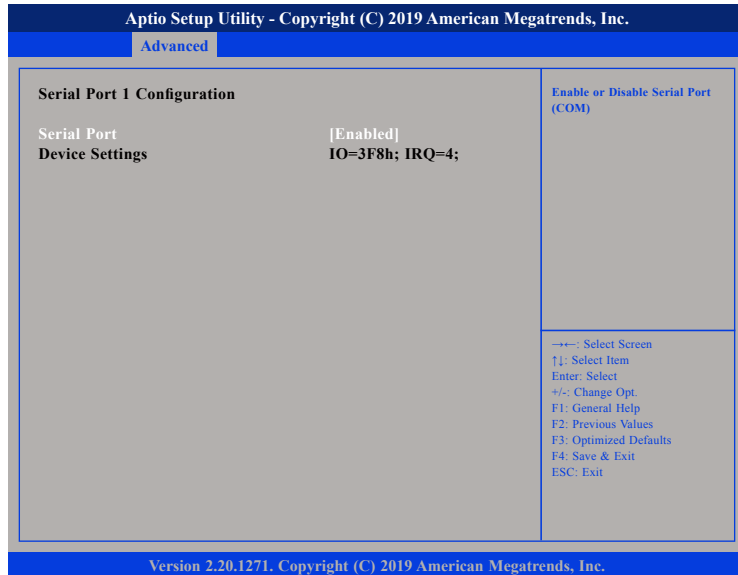 Aptio Setup Utility - Copyright (C) 2019 American Megatrends, Inc.
Advanced
Serial Port 1 Configuration
Serial Port [Enabled]
Device Settings IO=3F8h; IRQ=4;
Enable or Disable Serial Port
(COM)
→←: Select Screen
↑↓: Select Item
Enter: Select
+/-: Change Opt.
F1: General Help
F2: Previous Values
F3: Optimized Defaults
F4: Save & Exit
ESC: Exit
Version 2.20.1271. Copyright (C) 2019 American Megatrends, Inc.